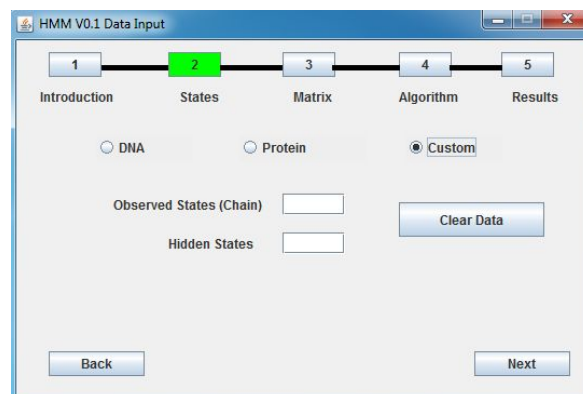 HMM V0.1 Data Input
1 2 3 4 5
Introduction States Matrix Algorithm Results
DNA Protein Custom
Observed States (Chain)
Clear Data
Hidden States
Back Next